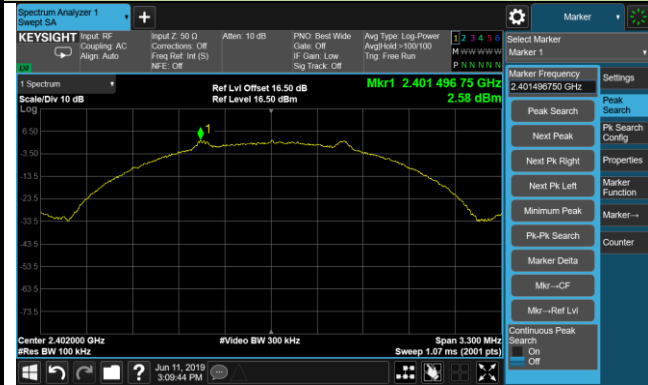 Spectrum Analyzer 1
Swept SA
Marker
KEYSIGHT
Input: RF
Coupling: AC
Align: Auto
Input Z: 50 Ω
Corrections: Off
Freq Ref: Int (S)
NFE: Off
Atten: 10 dB
PNO: Best Wide
Gate: Off
IF Gain: Low
Sig Track: Off
Avg Type: Log-Power
Avg|Hold:>100/100
Trig: Free Run
1 2 3 4 5 6
M W W W W W
P N N N N N
Select Marker
Marker 1
1 Spectrum
Scale/Div 10 dB
Log
Ref Lvl Offset 16.50 dB
Ref Level 16.50 dBm
Mkr1 2.401 496 75 GHz
2.58 dBm
1
6.50
-3.50
-13.5
-23.5
-33.5
-43.5
-53.5
-63.5
-73.5
Center 2.402000 GHz
#Res BW 100 kHz
#Video BW 300 kHz
Span 3.300 MHz
Sweep 1.07 ms (2001 pts)
Marker Frequency
2.401496750 GHz
Peak Search
Next Peak
Next Pk Right
Next Pk Left
Minimum Peak
Pk-Pk Search
Marker Delta
Mkr→CF
Mkr→Ref Lvl
Continuous Peak
Search
On
Off
Settings
Peak
Search
Pk Search
Config
Properties
Marker
Function
Marker→
Counter
Jun 11, 2019
3:09:44 PM